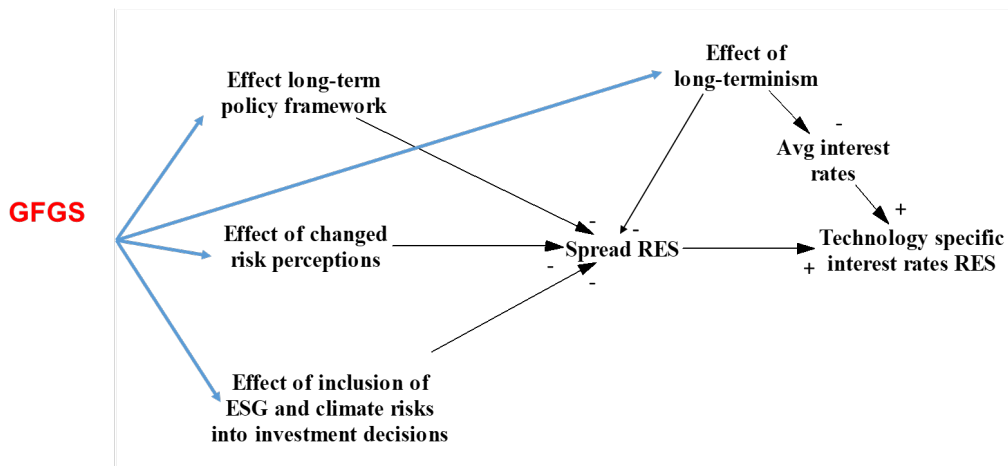 GFGS
Effect long-term
policy framework
Effect of changed
risk perceptions
Effect of inclusion of
ESG and climate risks
into investment decisions
Effect of
long-terminism
-
Avg interest
rates
+
-
-
Spread RES
-
-
+
Technology specific
interest rates RES